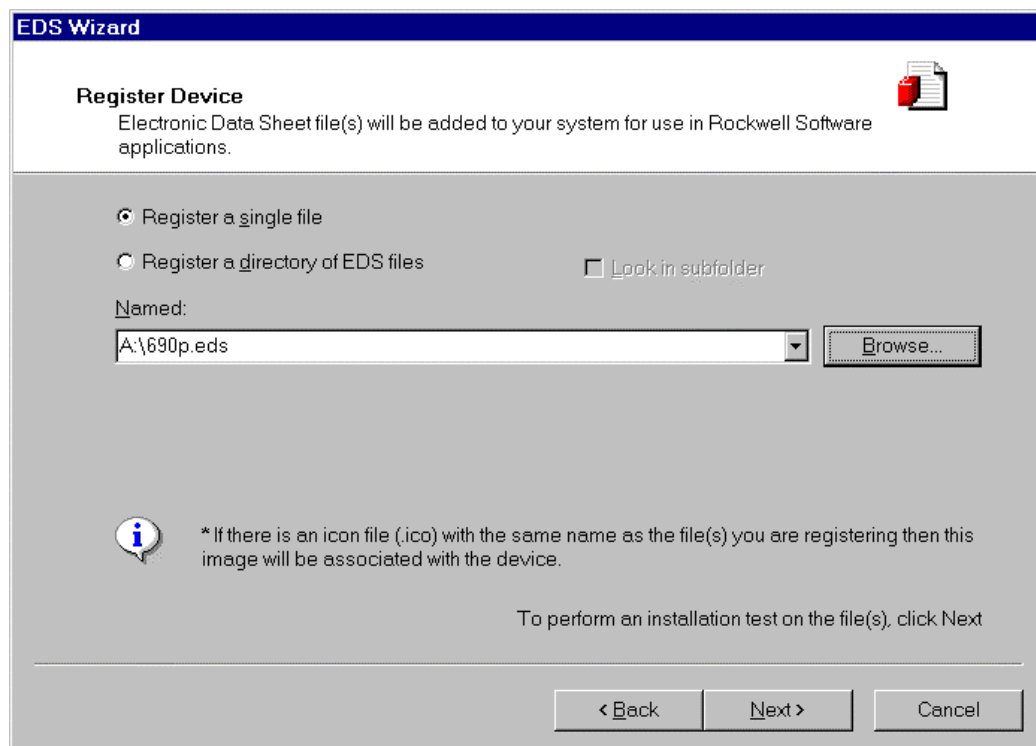 EDS Wizard
Register Device
Electronic Data Sheet file(s) will be added to your system for use in Rockwell Software
applications.
Register a single file
Register a directory of EDS files
Look in subfolder
Named:
A:\690p.eds
Browse...
* If there is an icon file (.ico) with the same name as the file(s) you are registering then this
image will be associated with the device.
To perform an installation test on the file(s), click Next
< Back
Next >
Cancel